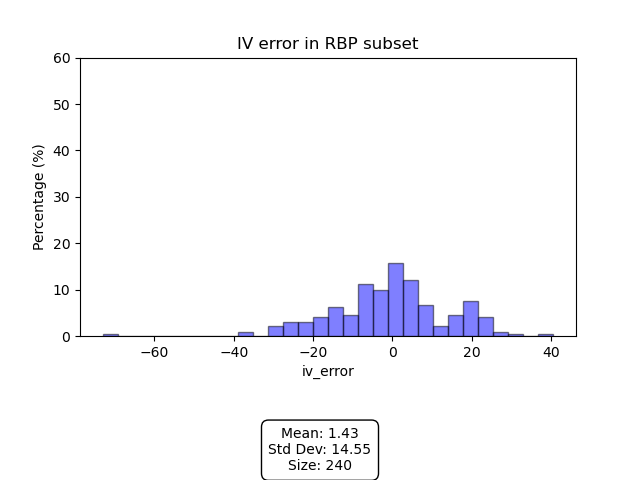 IV error in RBP subset
60
50
40
30
20
10
0
Percentage (%)
−60
−40
−20
0
20
40
iv_error
Mean: 1.43
Std Dev: 14.55
Size: 240